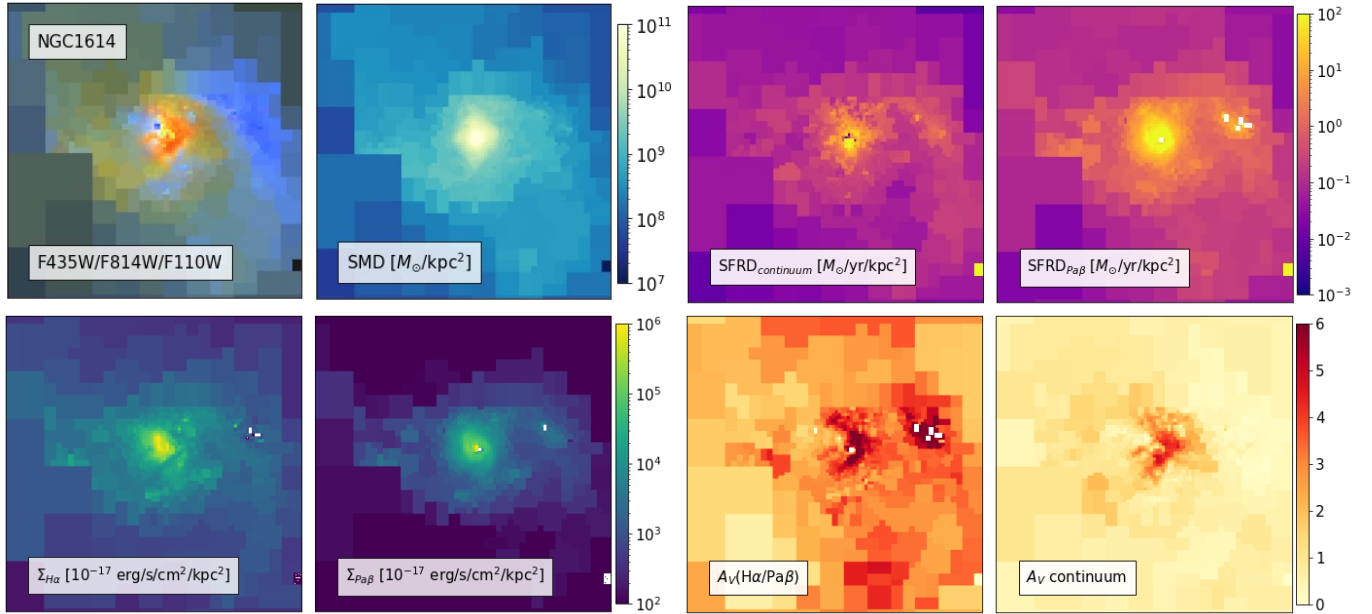 NGC1614
F435W/F814W/F110W
SMD [M⊙/kpc²]
10¹¹
10¹⁰
10⁹
10⁸
10⁷
SFRD_continuum [M⊙/yr/kpc²]
SFRD_Paβ [M⊙/yr/kpc²]
10²
10¹
10⁰
10⁻¹
10⁻²
10⁻³
Σ_Hα [10⁻¹⁷ erg/s/cm²/kpc²]
Σ_Paβ [10⁻¹⁷ erg/s/cm²/kpc²]
10⁶
10⁵
10⁴
10³
10²
A_V(Hα/Paβ)
A_V continuum
6
5
4
3
2
1
0